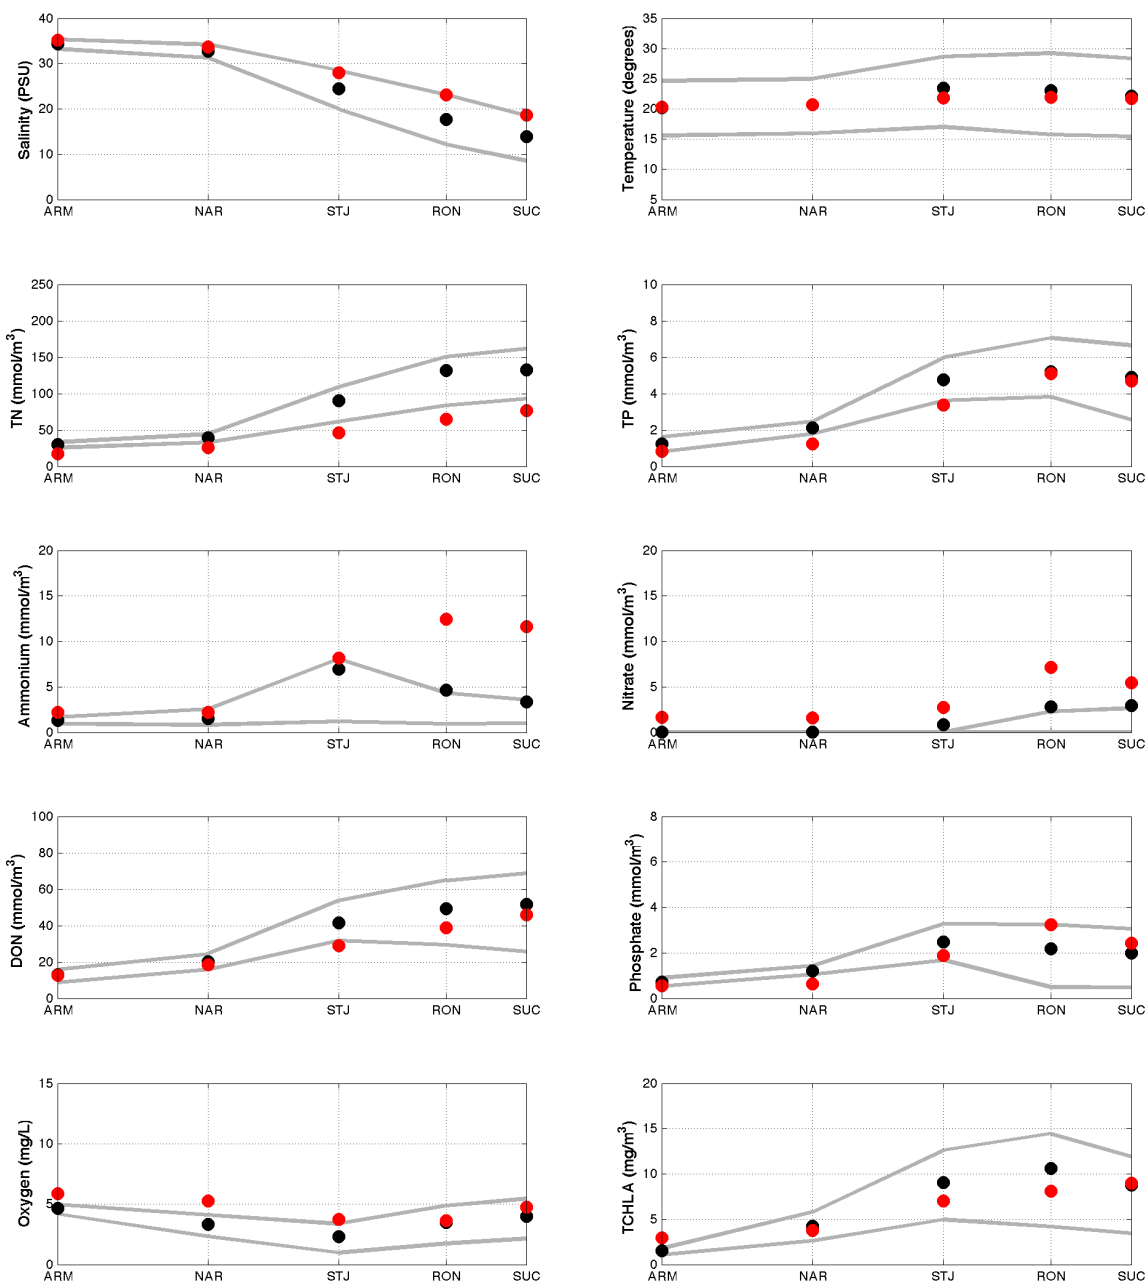 40
30
20
10
0
Salinity (PSU)
ARM NAR STJ RON SUC
35
30
25
20
15
10
5
Temperature (degrees)
ARM NAR STJ RON SUC
250
200
150
100
50
0
TN (mmol/m³)
ARM NAR STJ RON SUC
10
8
6
4
2
0
TP (mmol/m³)
ARM NAR STJ RON SUC
20
15
10
5
0
Ammonium (mmol/m³)
ARM NAR STJ RON SUC
20
15
10
5
0
Nitrate (mmol/m³)
ARM NAR STJ RON SUC
100
80
60
40
20
0
DON (mmol/m³)
ARM NAR STJ RON SUC
8
6
4
2
0
Phosphate (mmol/m³)
ARM NAR STJ RON SUC
15
10
5
0
Oxygen (mg/L)
ARM NAR STJ RON SUC
20
15
10
5
0
TCHLA (mg/m³)
ARM NAR STJ RON SUC